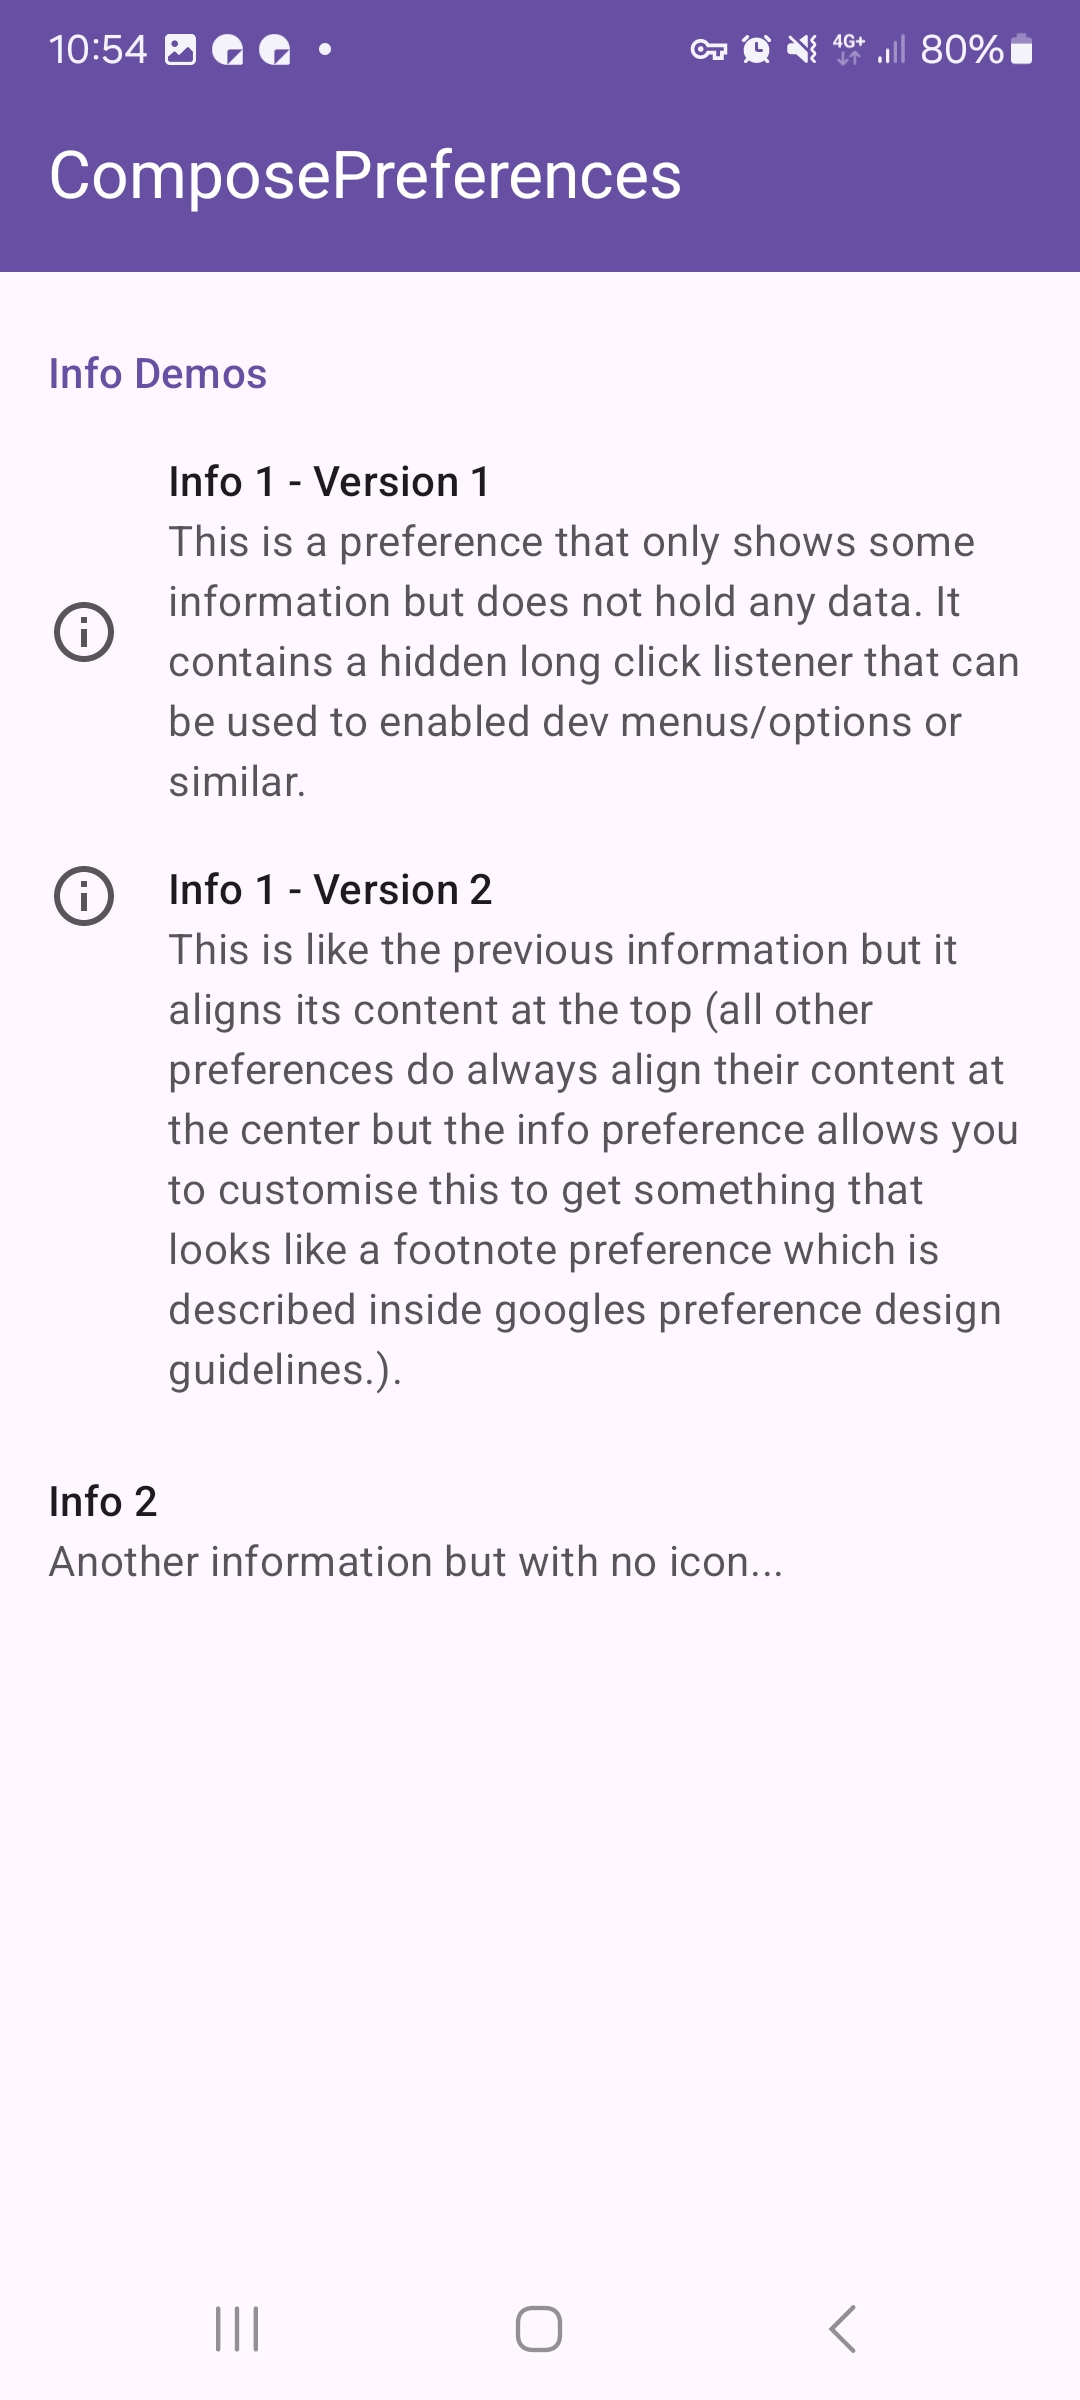 10:54
4G+
80%
ComposePreferences
Info Demos
Info 1 - Version 1
This is a preference that only shows some
information but does not hold any data. It
contains a hidden long click listener that can
be used to enabled dev menus/options or
similar.
Info 1 - Version 2
This is like the previous information but it
aligns its content at the top (all other
preferences do always align their content at
the center but the info preference allows you
to customise this to get something that
looks like a footnote preference which is
described inside googles preference design
guidelines.).
Info 2
Another information but with no icon...